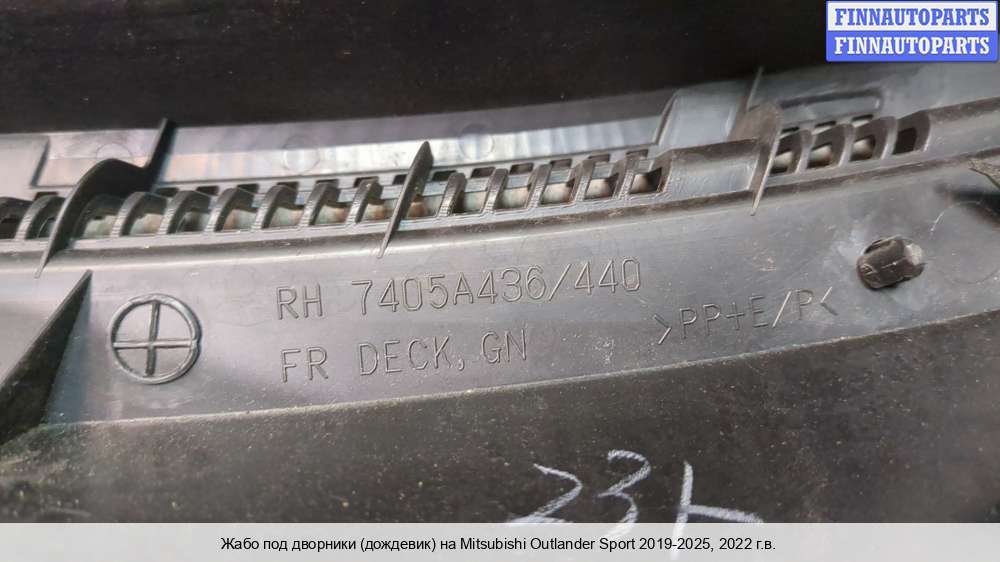 FINNAUTOPARTS
FINNAUTOPARTS
RH 7405A436/440
FR DECK, GN
>PP+E/P<
Жабо под дворники (дождевик) на Mitsubishi Outlander Sport 2019-2025, 2022 г.в.